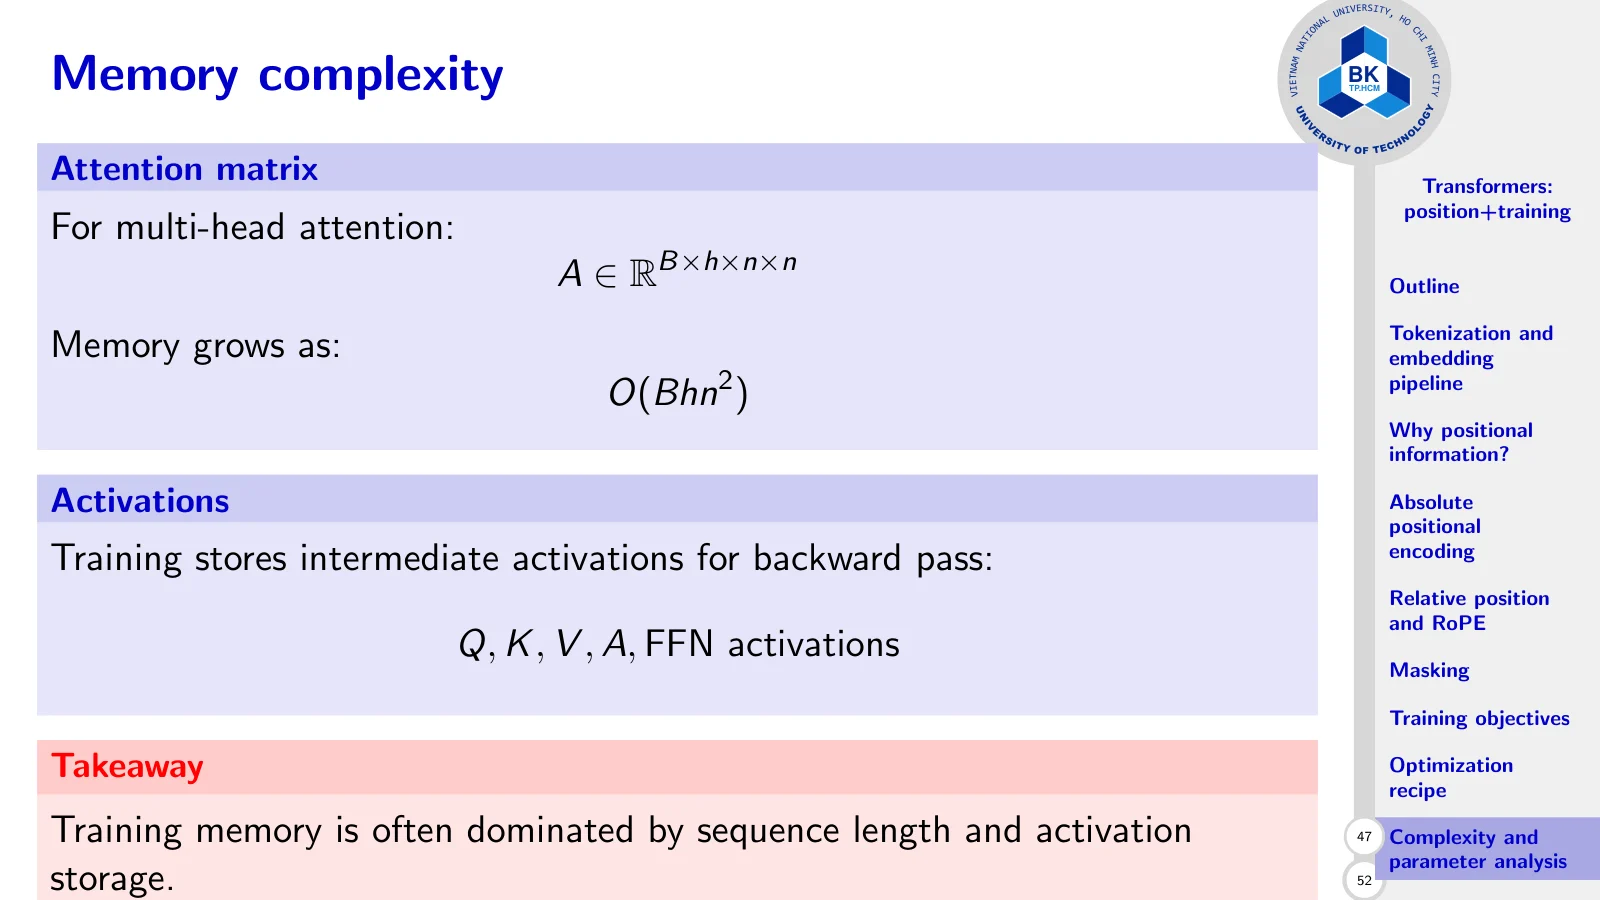 Memory complexity
Attention matrix
For multi-head attention:
A ∈ ℝ^{B×h×n×n}
Memory grows as:
O(Bhn²)
Activations
Training stores intermediate activations for backward pass:
Q, K, V, A, FFN activations
Takeaway
Training memory is often dominated by sequence length and activation
storage.
VIETNAM NATIONAL UNIVERSITY, HO CHI MINH CITY
BK
TP.HCM
UNIVERSITY OF TECHNOLOGY
Transformers:
position+training
Outline
Tokenization and
embedding
pipeline
Why positional
information?
Absolute
positional
encoding
Relative position
and RoPE
Masking
Training objectives
Optimization
recipe
47
Complexity and
parameter analysis
52